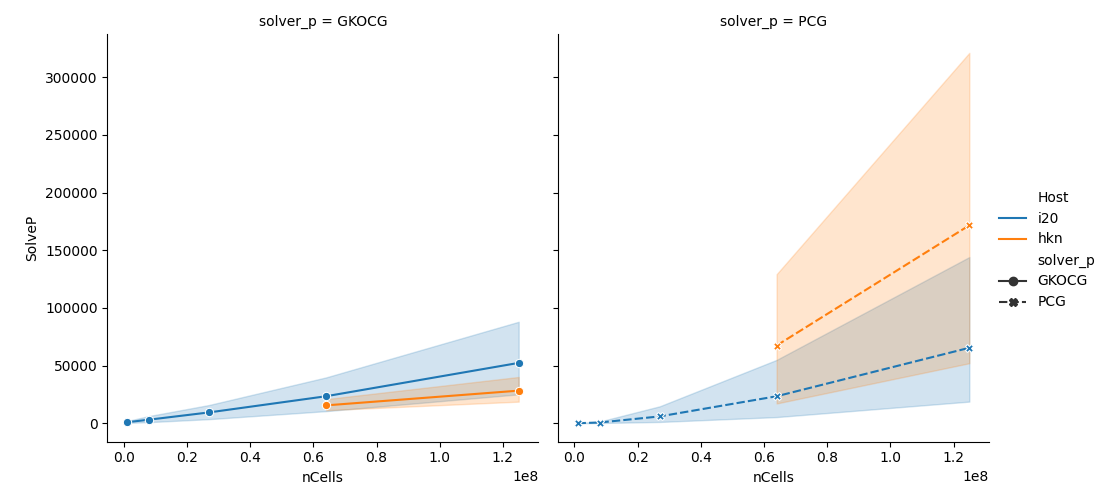 solver_p = GKOCG
solver_p = PCG
300000
250000
200000
150000
100000
50000
0
SolveP
0.0 0.2 0.4 0.6 0.8 1.0 1.2
1e8
nCells
0.0 0.2 0.4 0.6 0.8 1.0 1.2
1e8
nCells
Host
i20
hkn
solver_p
GKOCG
PCG